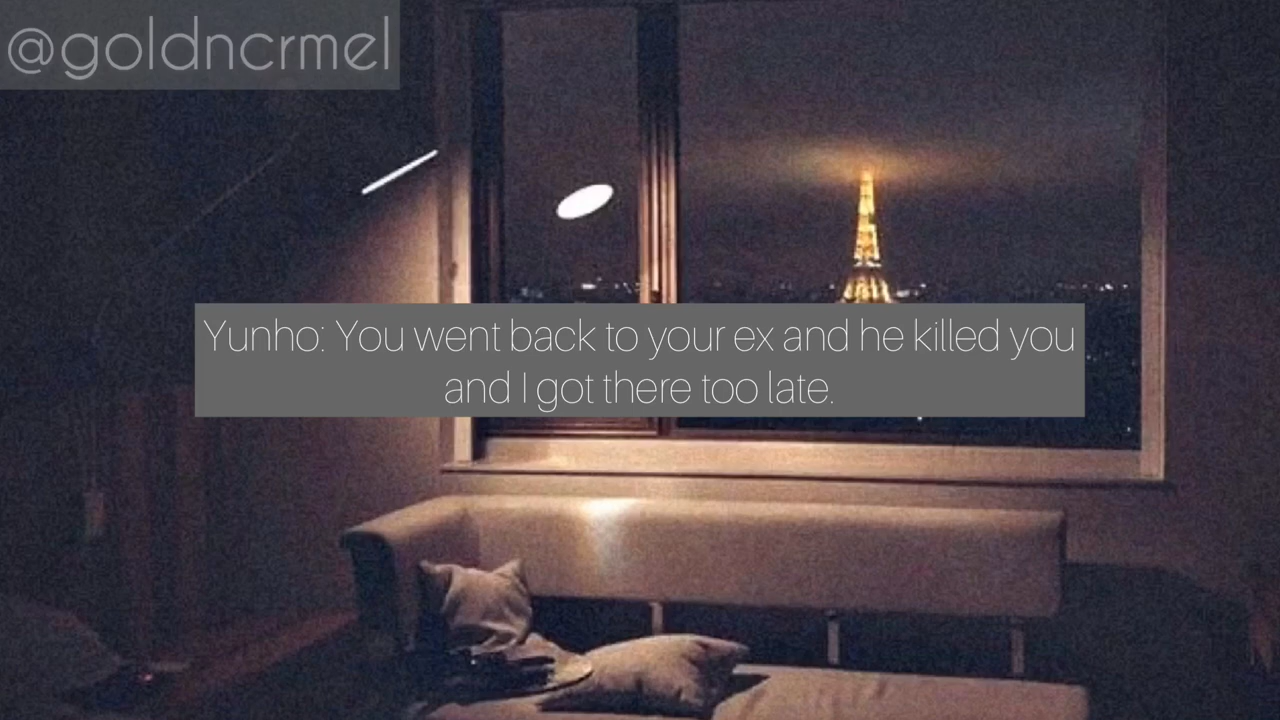 @goldncrmel
Yunho: You went back to your ex and he killed you
and I got there too late.